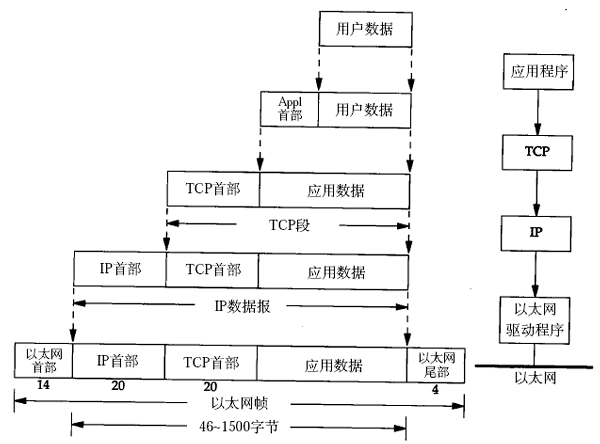 用户数据
应用程序
Appl
首部
用户数据
TCP
TCP首部
应用数据
TCP段
IP
IP首部
TCP首部
应用数据
IP数据报
以太网
驱动程序
以太网
首部
IP首部
TCP首部
应用数据
以太网
尾部
以太网
14
20
20
4
以太网帧
46~1500字节